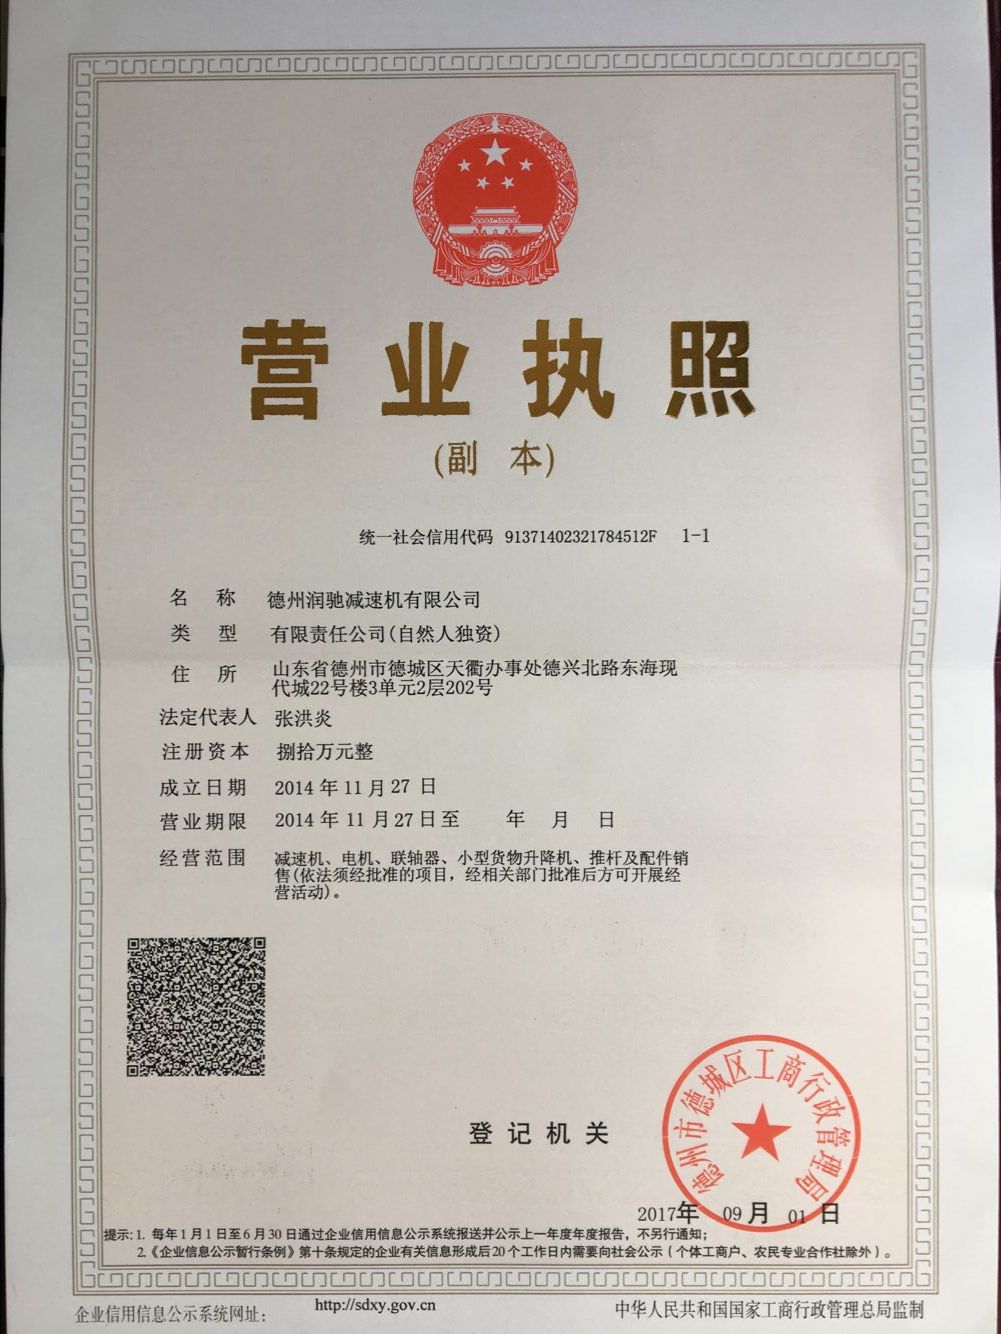 营业执照
(副 本)
统一社会信用代码 91371402321784512F 1-1
名 称 德州润驰减速机有限公司
类 型 有限责任公司(自然人独资)
住 所 山东省德州市德城区天衢办事处德兴北路东海现
代城22号楼3单元2层202号
法定代表人 张洪炎
注册资本 捌拾万元整
成立日期 2014 年 11 月 27 日
营业期限 2014 年 11 月 27 日 至 年 月 日
经营范围 减速机、电机、联轴器、小型货物升降机、推杆及配件销
售(依法须经批准的项目，经相关部门批准后方可开展经
营活动)。
登记机关
德州市德城区工商行政管理局
2017年 09 月 01 日
提示: 1. 每年1月1日至6月30日通过企业信用信息公示系统报送并公示上一年度年度报告，不另行通知；
2.《企业信息公示暂行条例》第十条规定的企业有关信息形成后20个工作日内需要向社会公示（个体工商户、农民专业合作社除外）。
企业信用信息公示系统网址： http://sdxy.gov.cn 中华人民共和国国家工商行政管理总局监制